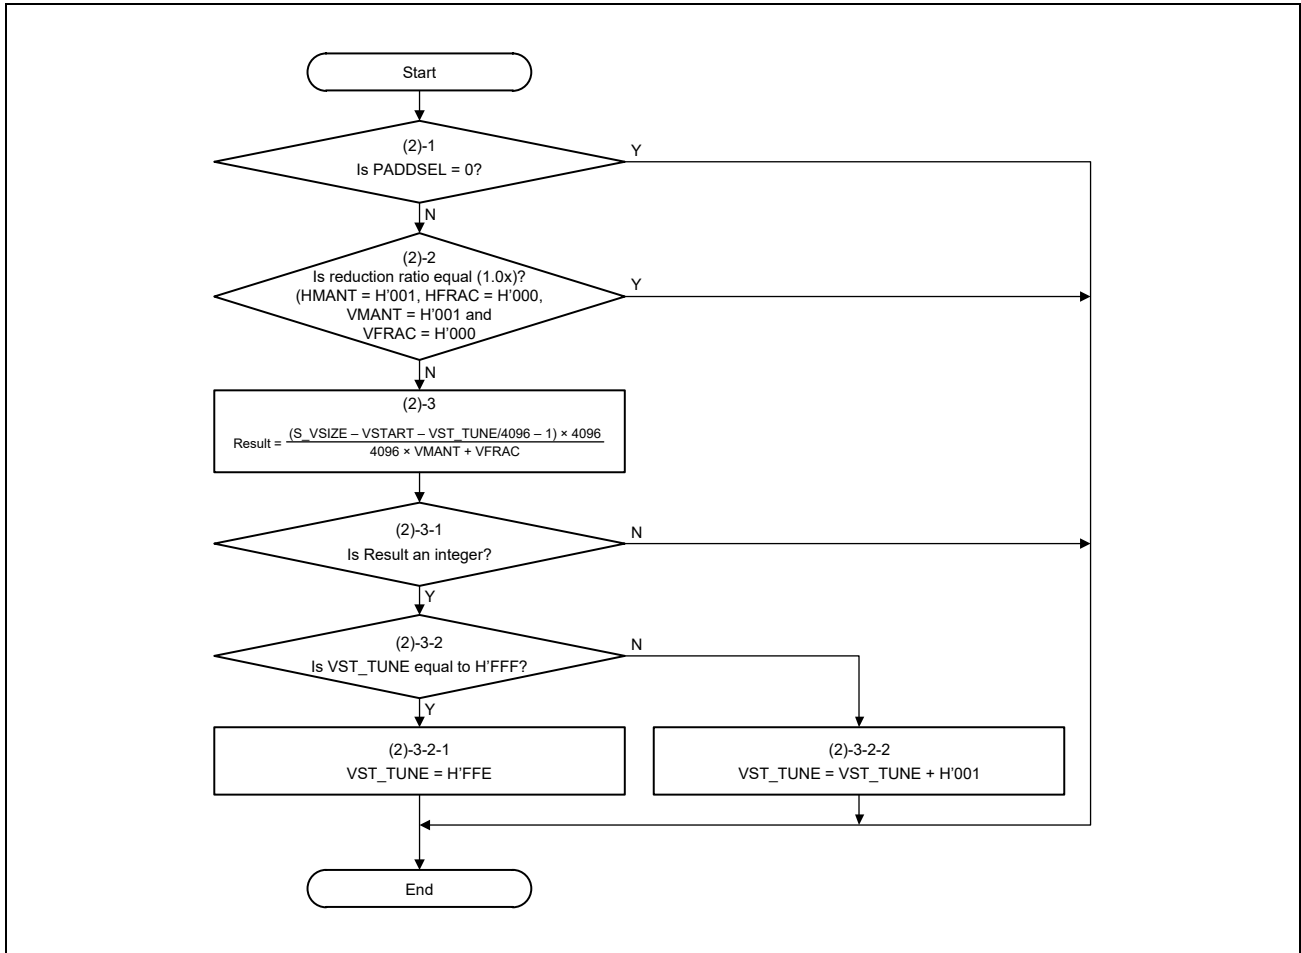 Start
(2)-1
Is PADDSEL = 0?
Y
N
(2)-2
Is reduction ratio equal (1.0x)?
(HMANT = H'001, HFRAC = H'000,
VMANT = H'001 and
VFRAC = H'000
Y
N
(2)-3
Result = (S_VSIZE – VSTART – VST_TUNE/4096 – 1) × 4096
4096 × VMANT + VFRAC
(2)-3-1
Is Result an integer?
N
Y
(2)-3-2
Is VST_TUNE equal to H'FFF?
N
Y
(2)-3-2-1
VST_TUNE = H'FFE
(2)-3-2-2
VST_TUNE = VST_TUNE + H'001
End